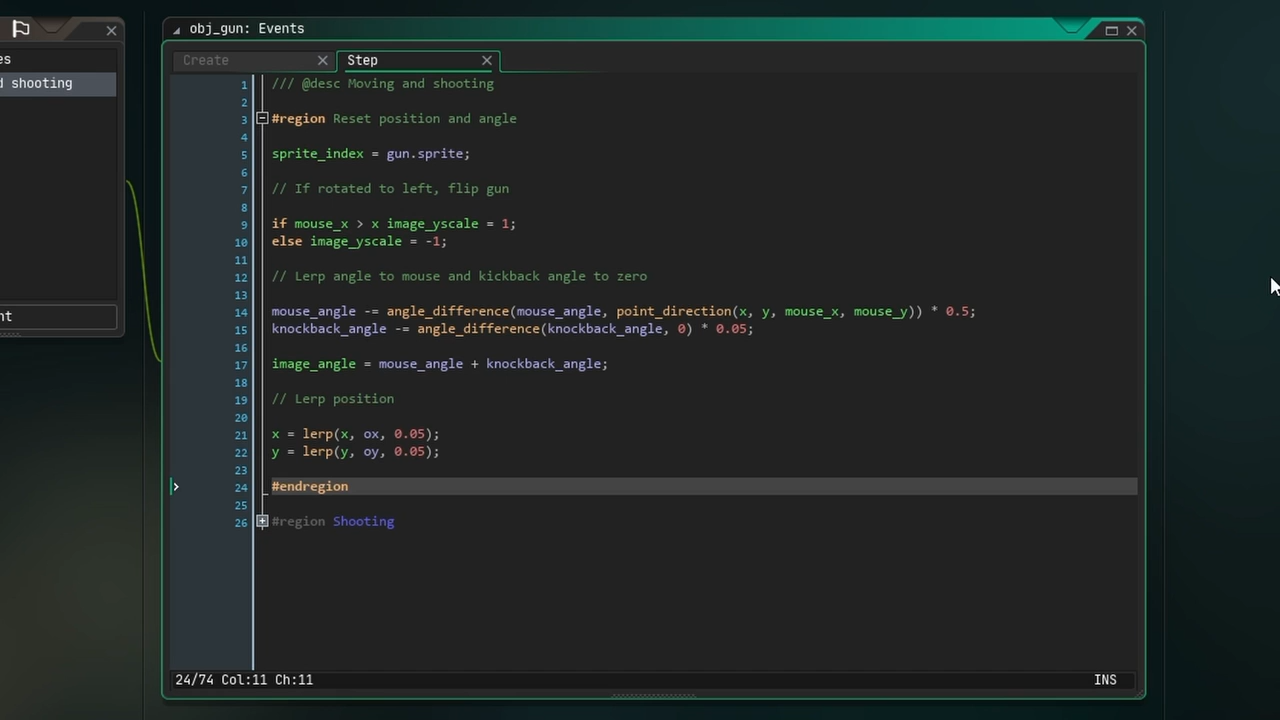 es
d shooting
nt
obj_gun: Events
Create
Step
1 /// @desc Moving and shooting
2
3 #region Reset position and angle
4
5 sprite_index = gun.sprite;
6
7 // If rotated to left, flip gun
8
9 if mouse_x > x image_yscale = 1;
10 else image_yscale = -1;
11
12 // Lerp angle to mouse and kickback angle to zero
13
14 mouse_angle -= angle_difference(mouse_angle, point_direction(x, y, mouse_x, mouse_y)) * 0.5;
15 knockback_angle -= angle_difference(knockback_angle, 0) * 0.05;
16
17 image_angle = mouse_angle + knockback_angle;
18
19 // Lerp position
20
21 x = lerp(x, ox, 0.05);
22 y = lerp(y, oy, 0.05);
23
24 #endregion
25
26 #region Shooting
24/74 Col:11 Ch:11
INS